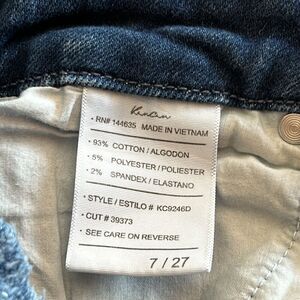 KanCan
• RN# 144635 MADE IN VIETNAM
• 93% COTTON / ALGODON
• 5% POLYESTER / POLIESTER
• 2% SPANDEX / ELASTANO
• STYLE / ESTILO # KC9246D
• CUT # 39373
• SEE CARE ON REVERSE
7 / 27